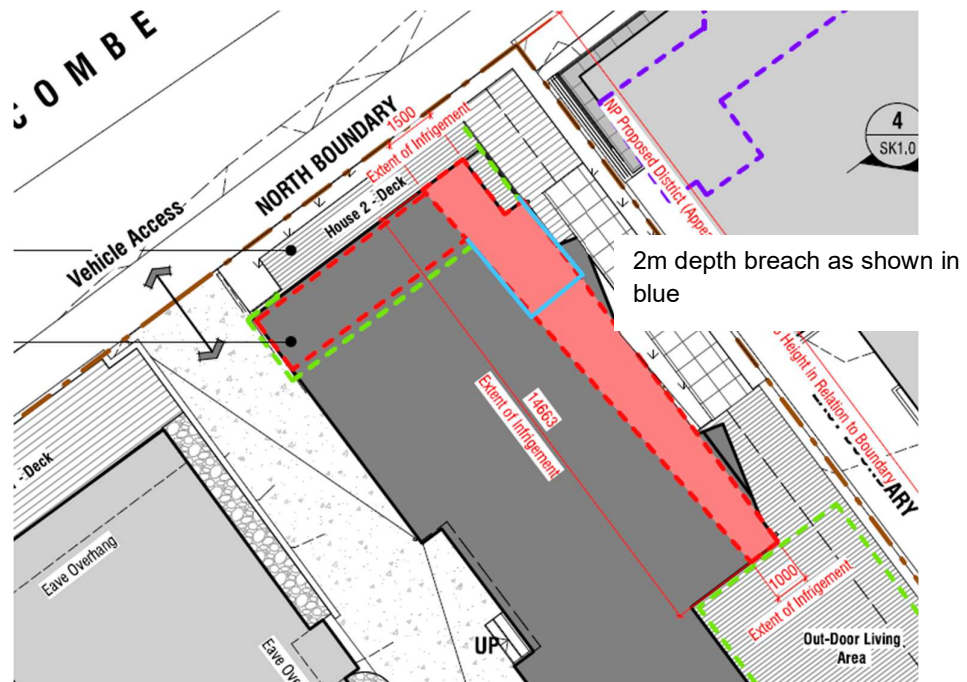 COMBE
NORTH BOUNDARY
1500
Extent of Infrigement
NP Proposed District (Appe
4
SK1.0
House 2 - Deck
Vehicle Access
2m depth breach as shown in
blue
Height in Relation to Boundary
14663
Extent of Infrigement
ARY
- Deck
Eave Overhang
1000
Extent of Infrigement
UP
Out-Door Living
Area
Eave Ov